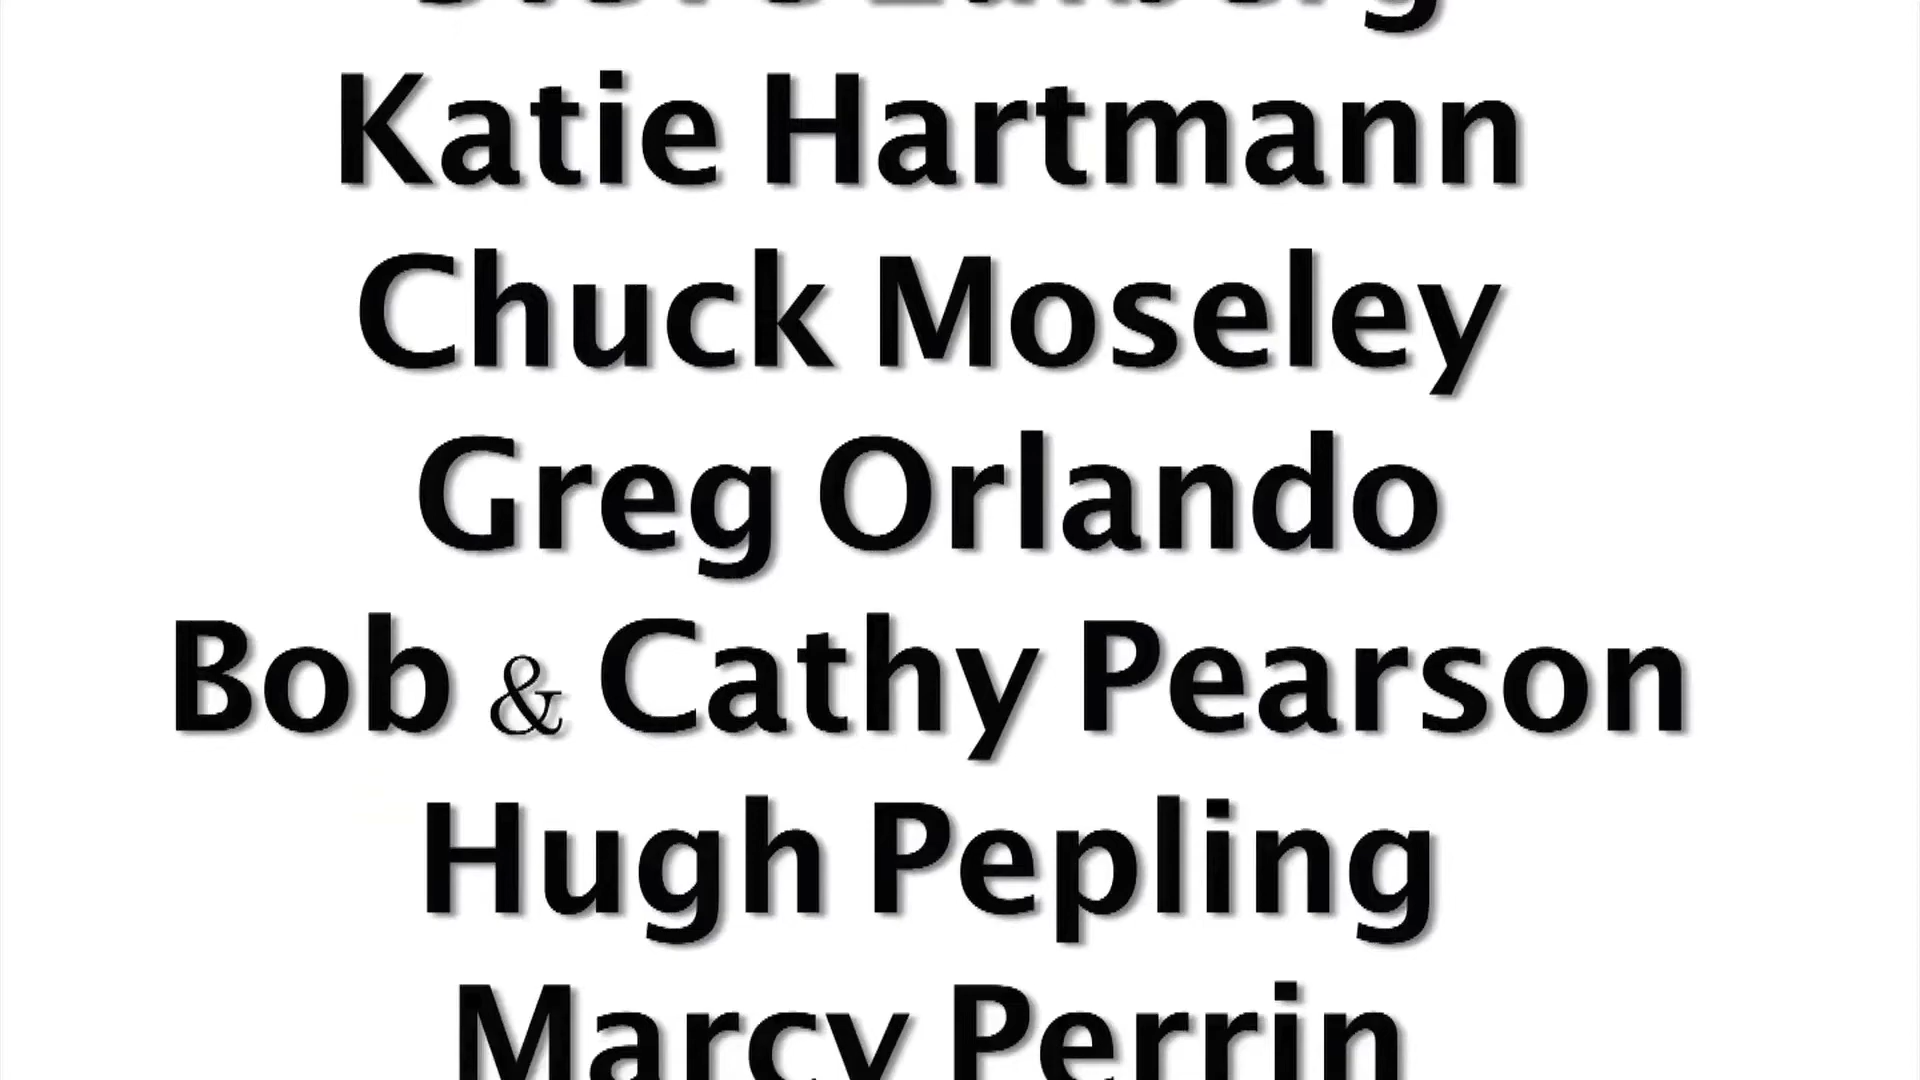 Katie Hartmann
Chuck Moseley
Greg Orlando
Bob & Cathy Pearson
Hugh Pepling
Marcy Perrin